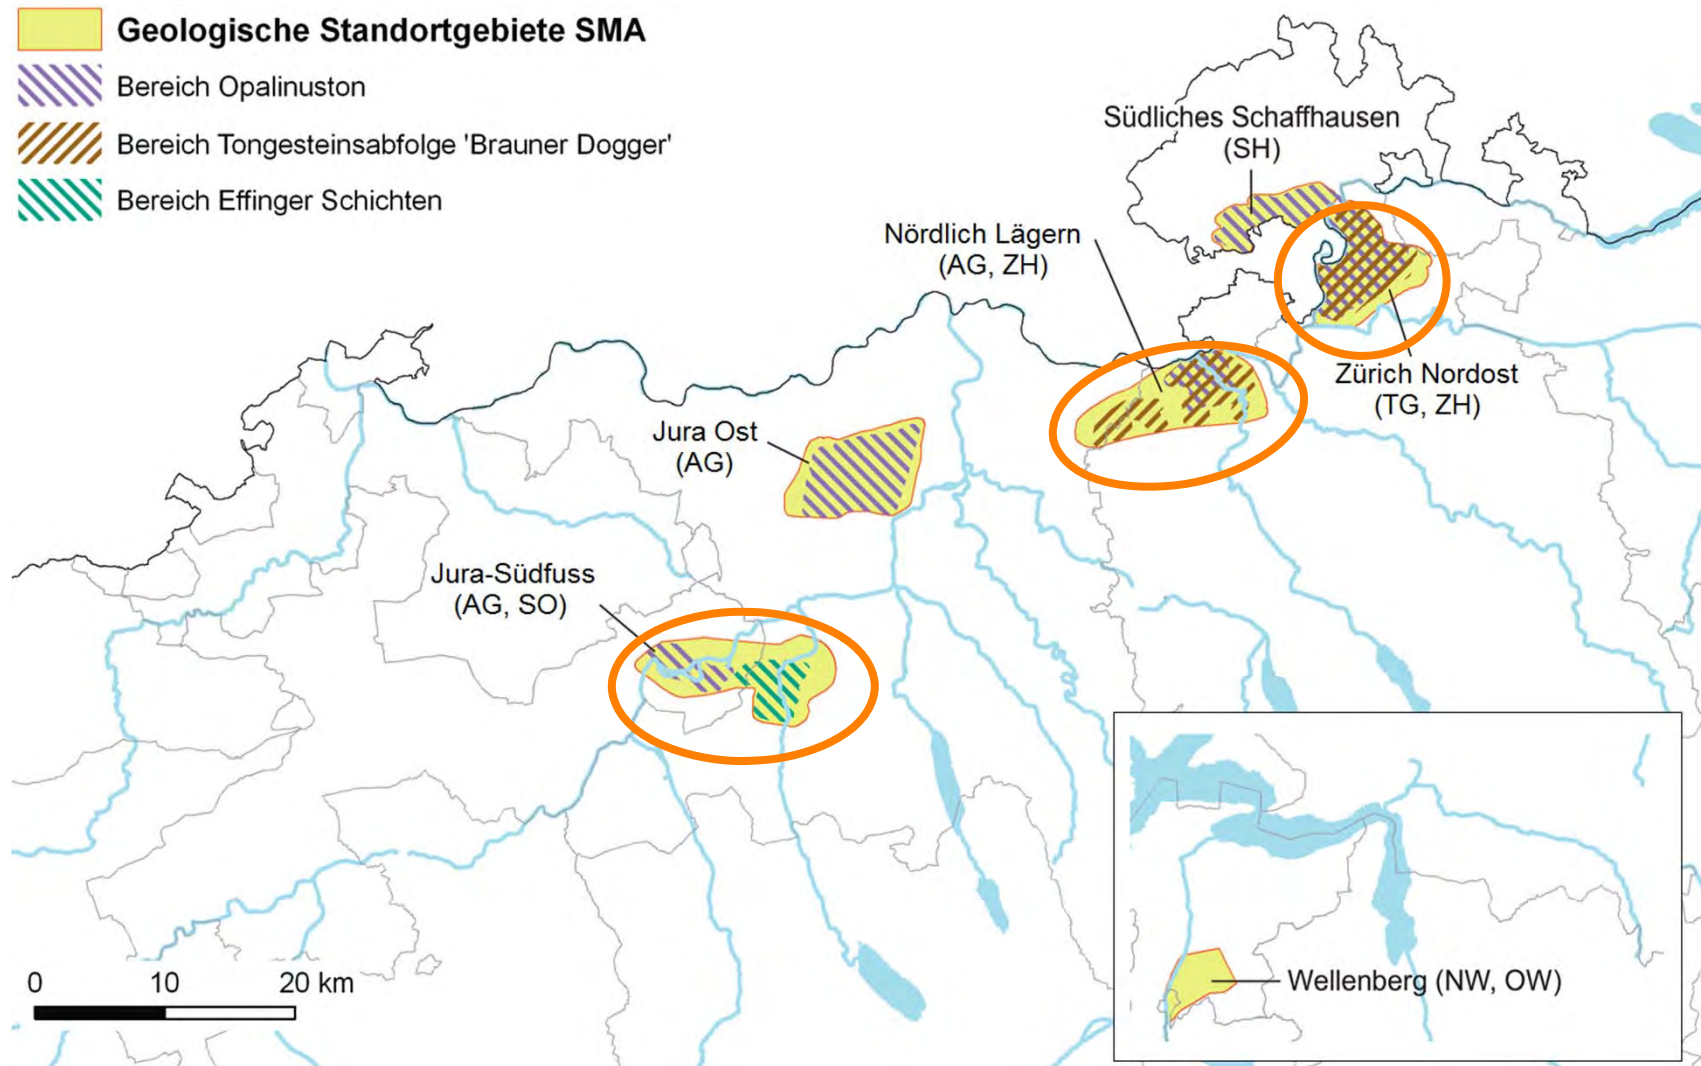 Geologische Standortgebiete SMA
Bereich Opalinuston
Bereich Tongesteinsabfolge 'Brauner Dogger'
Bereich Effinger Schichten
Südliches Schaffhausen
(SH)
Nördlich Lägern
(AG, ZH)
Zürich Nordost
(TG, ZH)
Jura Ost
(AG)
Jura-Südfuss
(AG, SO)
Wellenberg (NW, OW)
0 10 20 km